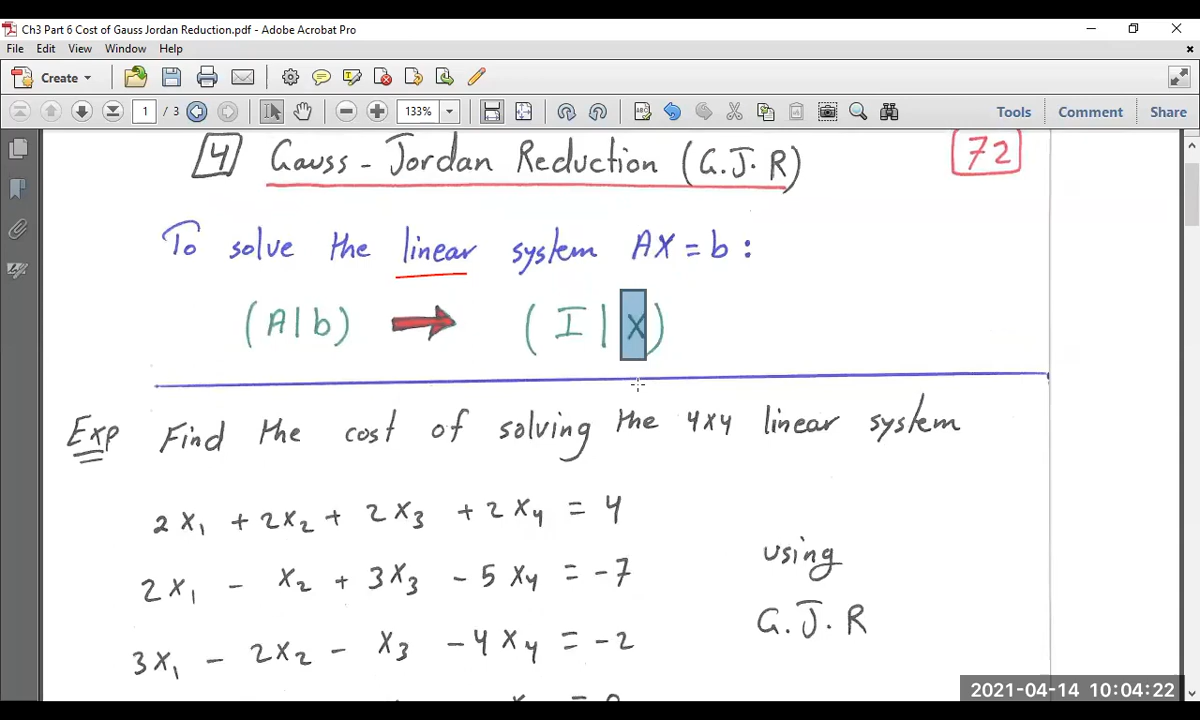 Ch3 Part 6 Cost of Gauss Jordan Reduction.pdf - Adobe Acrobat Pro
File Edit View Window Help
Create
1 / 3 133% Tools Comment Share
4 Gauss - Jordan Reduction (G.J.R) 72
To solve the linear system AX = b :
(A|b) (I|X)
Exp Find the cost of solving the 4x4 linear system
2x₁ + 2x₂ + 2x₃ + 2x₄ = 4
2x₁ - x₂ + 3x₃ - 5x₄ = -7
using
G.J.R
3x₁ - 2x₂ - x₃ - 4x₄ = -2
2021-04-14 10:04:22